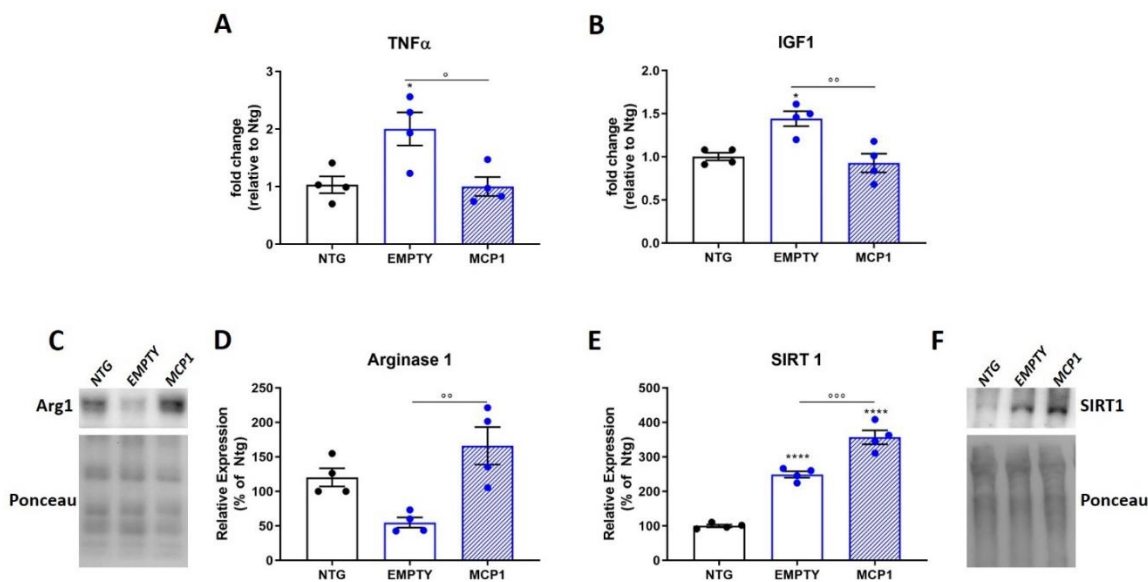 A
TNFα
fold change
(relative to Ntg)
3
2
1
0
*
°
NTG EMPTY MCP1
B
IGF1
fold change
(relative to Ntg)
2.0
1.5
1.0
0.5
0.0
*
°°
NTG EMPTY MCP1
C
NTG EMPTY MCP1
Arg1
Ponceau
D
Arginase 1
Relative Expression
(% of Ntg)
250
200
150
100
50
0
°°
NTG EMPTY MCP1
E
SIRT 1
Relative Expression
(% of Ntg)
500
400
300
200
100
0
****
°°°
****
NTG EMPTY MCP1
F
NTG EMPTY MCP1
SIRT1
Ponceau